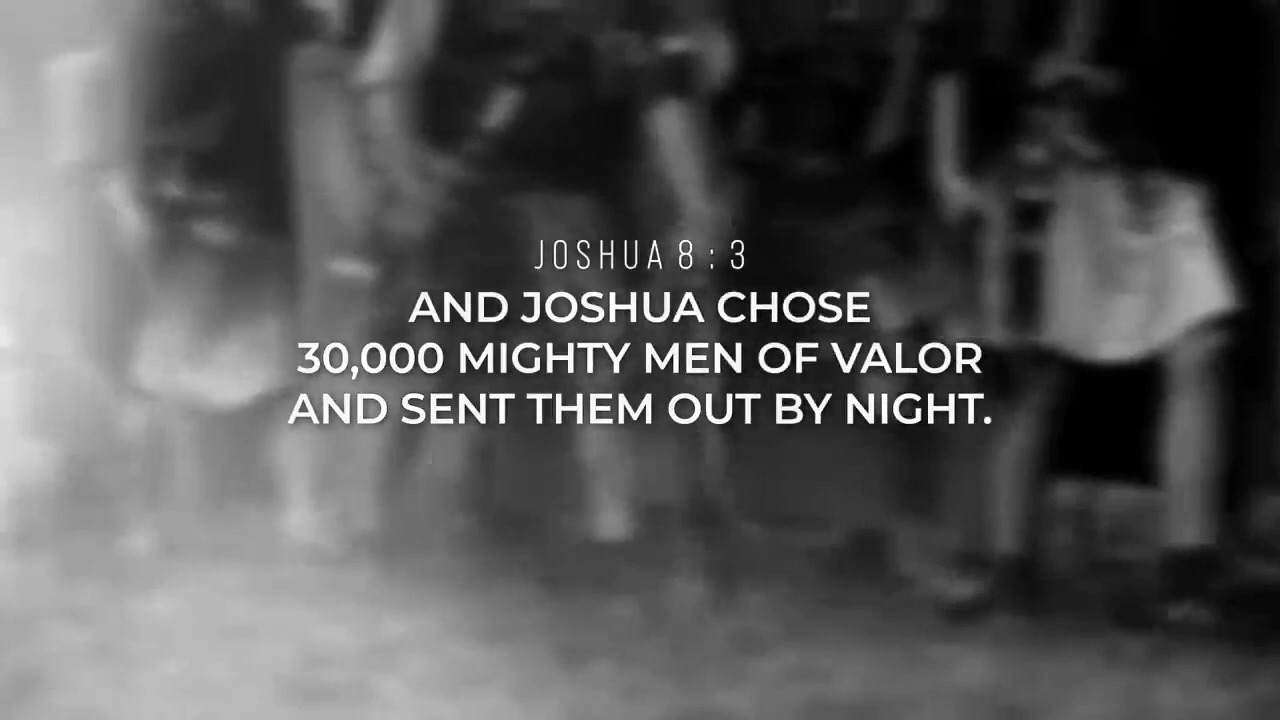 JOSHUA 8 : 3
AND JOSHUA CHOSE
30,000 MIGHTY MEN OF VALOR
AND SENT THEM OUT BY NIGHT.